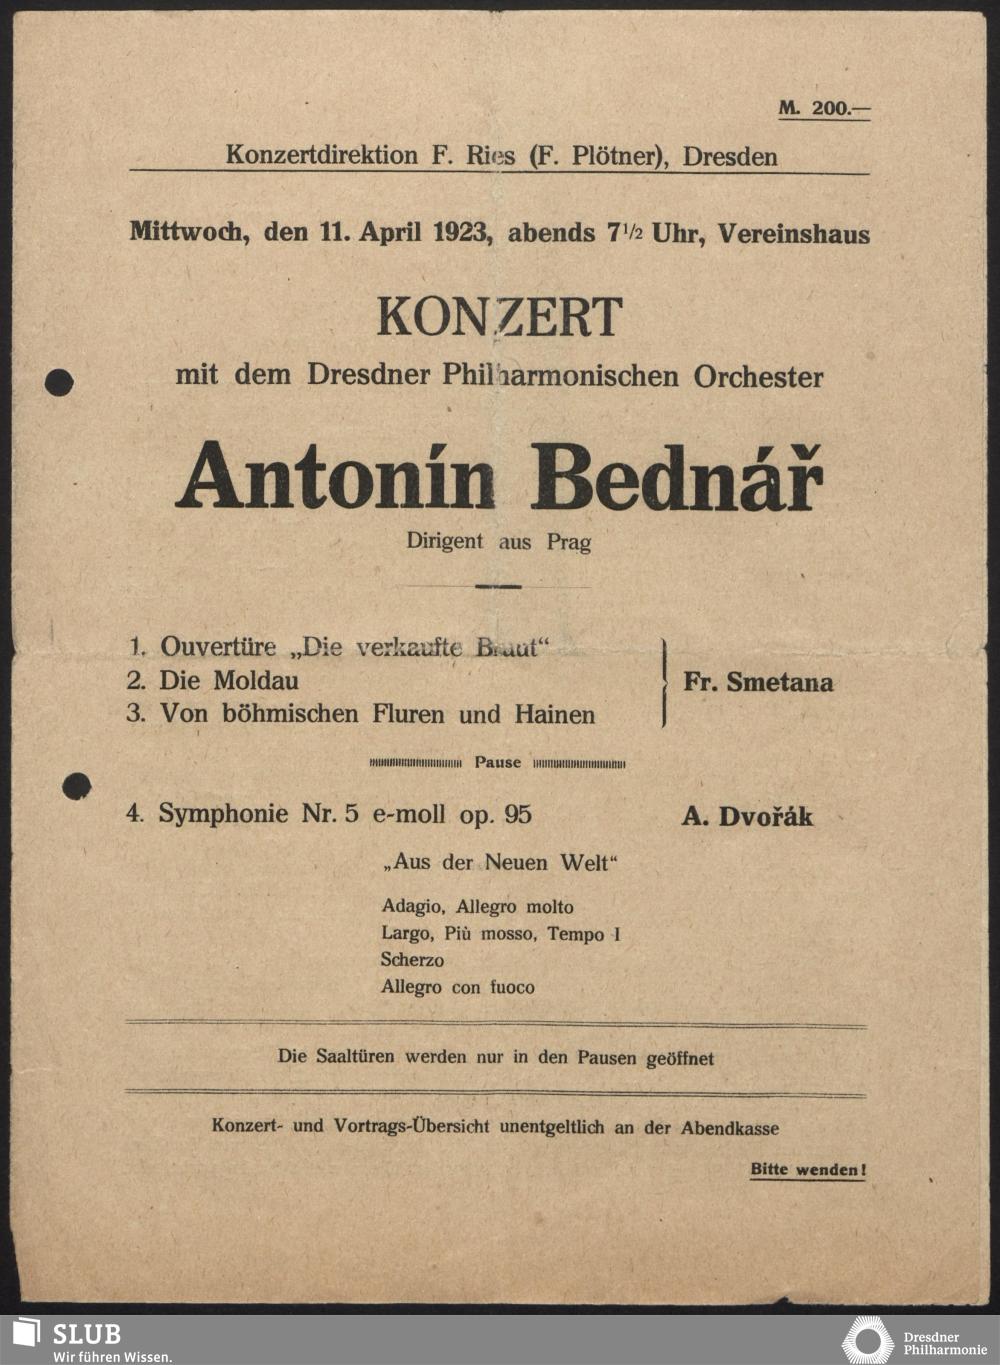 M. 200.—
Konzertdirektion F. Ries (F. Plötner), Dresden
Mittwoch, den 11. April 1923, abends 7½ Uhr, Vereinshaus
KONZERT
mit dem Dresdner Philharmonischen Orchester
Antonín Bednář
Dirigent aus Prag
1. Ouvertüre „Die verkaufte Braut“
2. Die Moldau
3. Von böhmischen Fluren und Hainen
Fr. Smetana
Pause
4. Symphonie Nr. 5 e-moll op. 95 A. Dvořák
„Aus der Neuen Welt“
Adagio, Allegro molto
Largo, Più mosso, Tempo I
Scherzo
Allegro con fuoco
Die Saaltüren werden nur in den Pausen geöffnet
Konzert- und Vortrags-Übersicht unentgeltlich an der Abendkasse
Bitte wenden!
SLUB
Wir führen Wissen.
Dresdner
Philharmonie